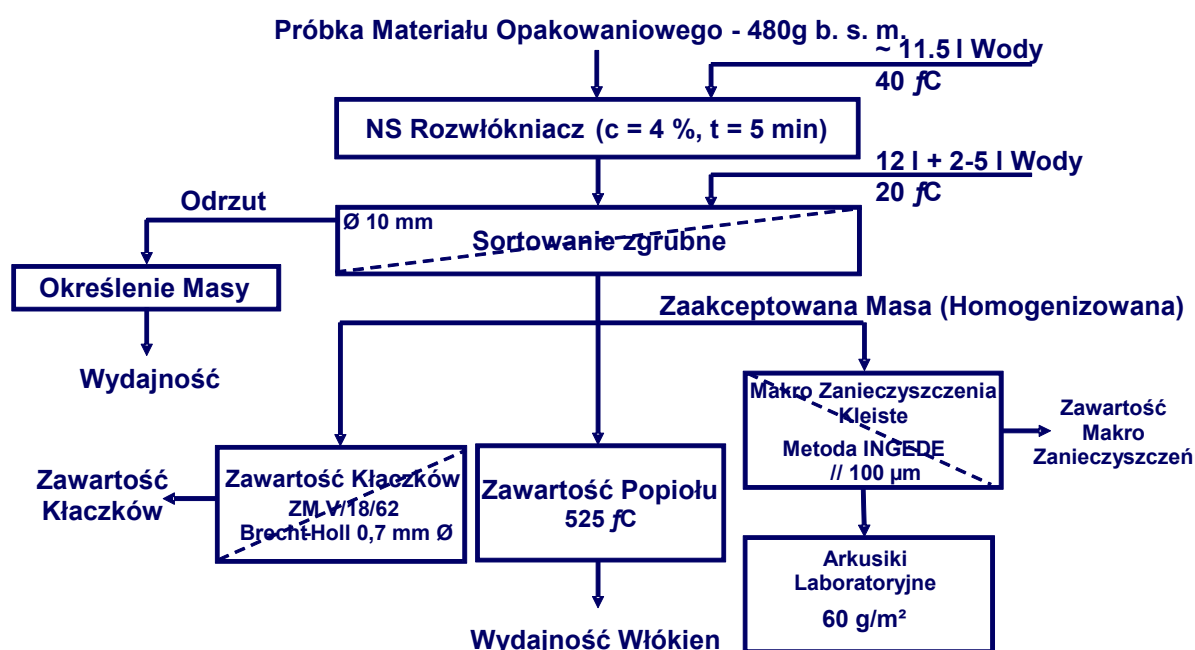 Próbka Materiału Opakowaniowego - 480g b. s. m.
~ 11.5 l Wody
40 ƒC
NS Rozwłókniacz (c = 4 %, t = 5 min)
12 l + 2-5 l Wody
20 ƒC
Odrzut
Ø 10 mm
Sortowanie zgrubne
Określenie Masy
Zaakceptowana Masa (Homogenizowana)
Wydajność
Makro Zanieczyszczenia
Kleiste
Metoda INGEDE
// 100 µm
Zawartość
Makro
Zanieczyszczeń
Zawartość
Kłaczków
Zawartość Kłaczków
ZM V/18/62
Brecht-Holl 0,7 mm Ø
Zawartość Popiołu
525 ƒC
Arkusiki
Laboratoryjne
60 g/m²
Wydajność Włókien